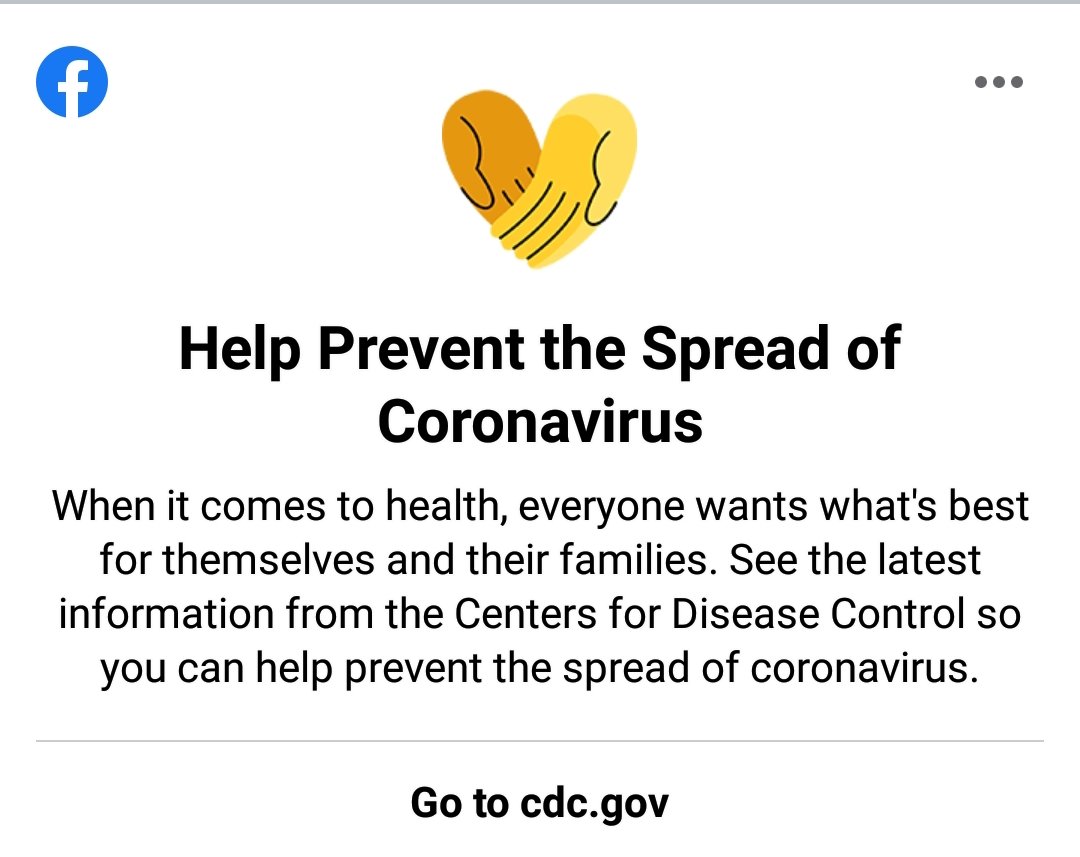 Help Prevent the Spread of
Coronavirus
When it comes to health, everyone wants what's best
for themselves and their families. See the latest
information from the Centers for Disease Control so
you can help prevent the spread of coronavirus.
Go to cdc.gov